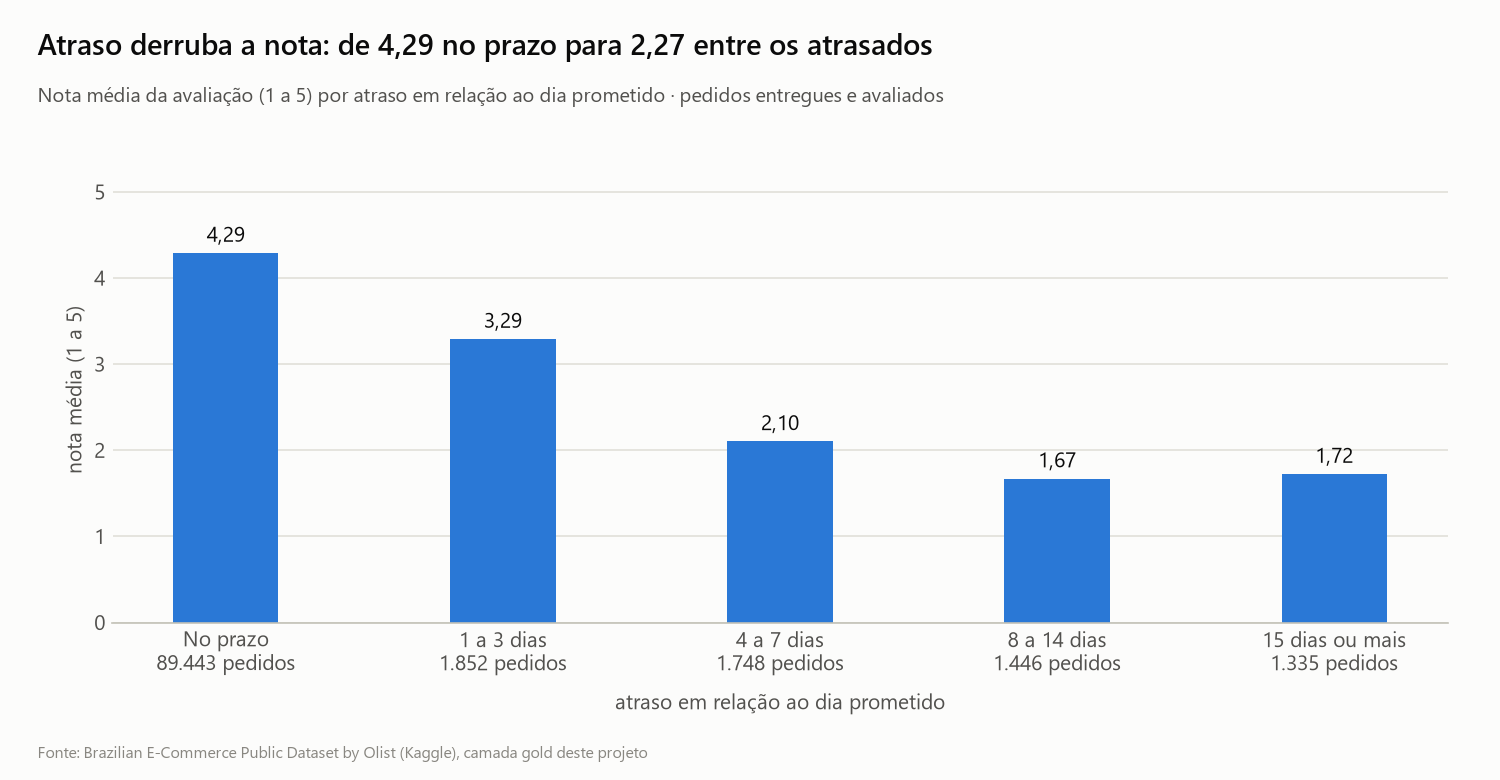 Atraso derruba a nota: de 4,29 no prazo para 2,27 entre os atrasados
Nota média da avaliação (1 a 5) por atraso em relação ao dia prometido · pedidos entregues e avaliados
nota média (1 a 5)
5
4
3
2
1
0
4,29
3,29
2,10
1,67
1,72
No prazo
89.443 pedidos
1 a 3 dias
1.852 pedidos
4 a 7 dias
1.748 pedidos
8 a 14 dias
1.446 pedidos
15 dias ou mais
1.335 pedidos
atraso em relação ao dia prometido
Fonte: Brazilian E-Commerce Public Dataset by Olist (Kaggle), camada gold deste projeto